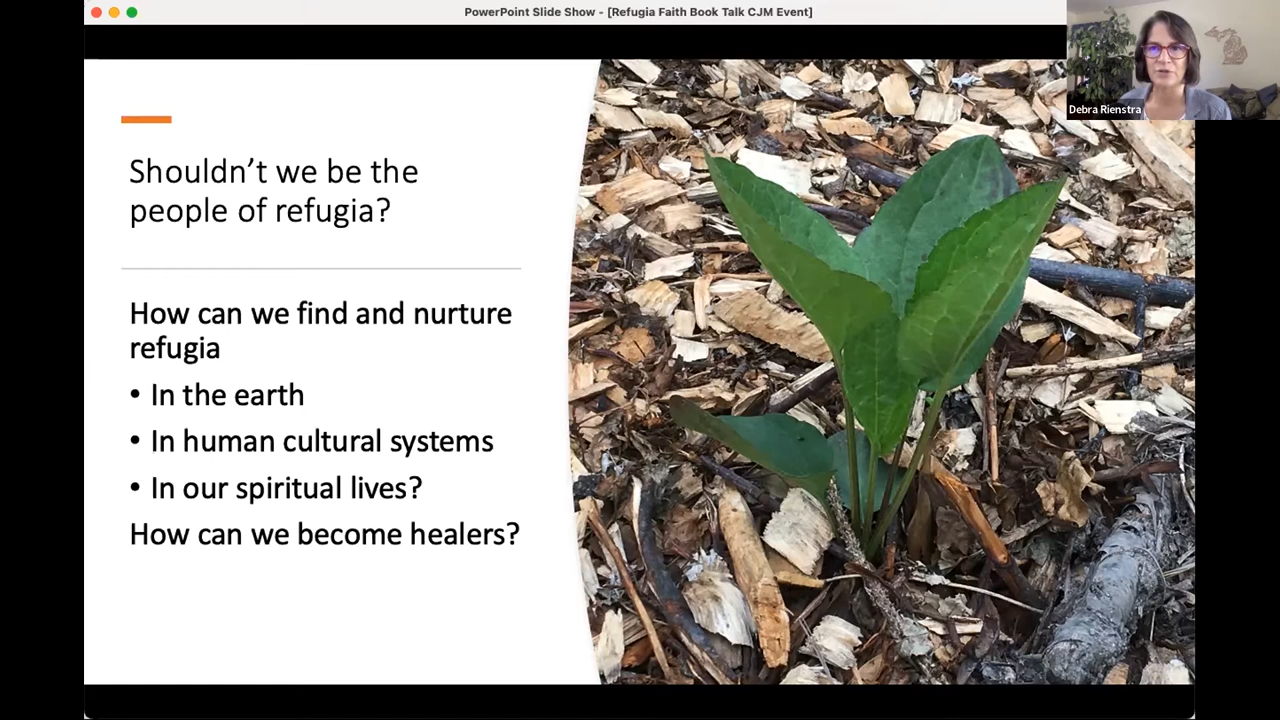 PowerPoint Slide Show - [Refugia Faith Book Talk CJM Event]
Debra Rienstra
Shouldn’t we be the
people of refugia?
How can we find and nurture
refugia
• In the earth
• In human cultural systems
• In our spiritual lives?
How can we become healers?